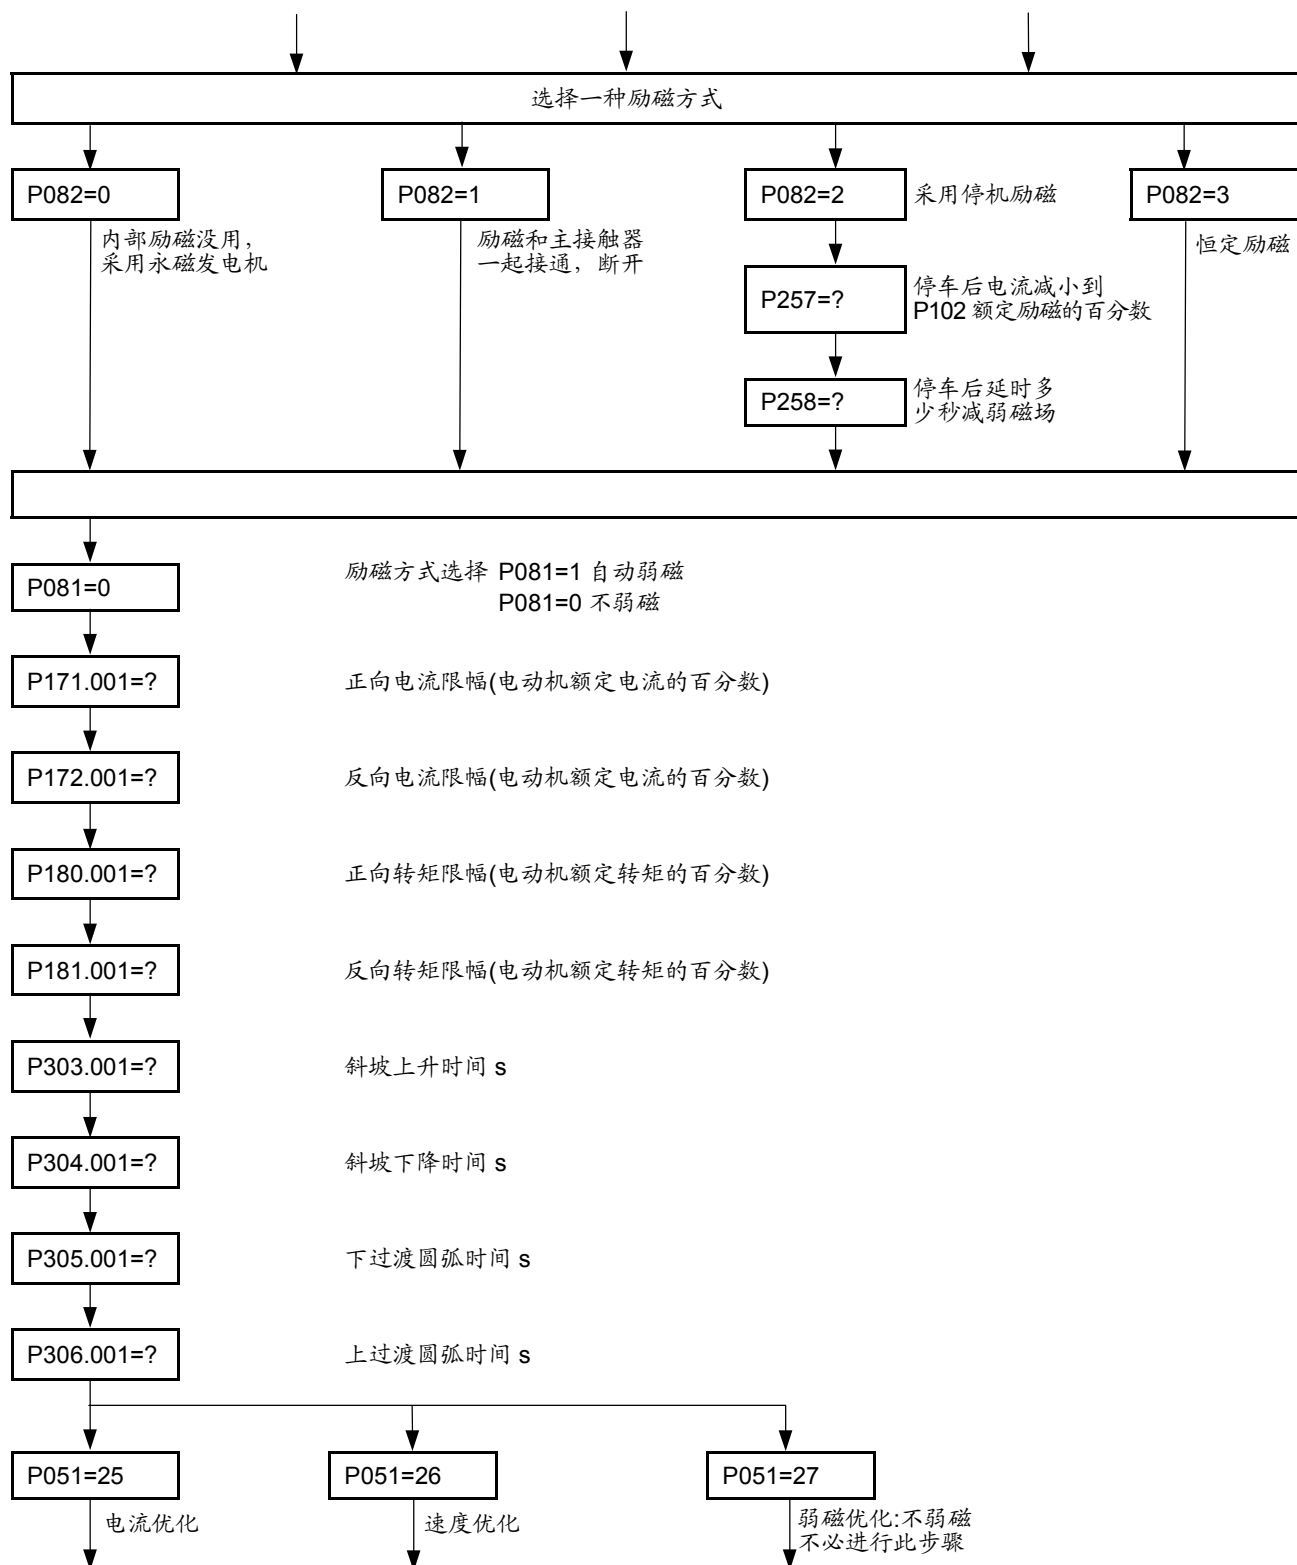 选择一种励磁方式
P082=0
P082=1
P082=2
采用停机励磁
P082=3
内部励磁没用，
采用永磁发电机
励磁和主接触器
一起接通，断开
恒定励磁
P257=?
停车后电流减小到
P102 额定励磁的百分数
P258=?
停车后延时多
少秒减弱磁场
P081=0
励磁方式选择 P081=1 自动弱磁
P081=0 不弱磁
P171.001=?
正向电流限幅(电动机额定电流的百分数)
P172.001=?
反向电流限幅(电动机额定电流的百分数)
P180.001=?
正向转矩限幅(电动机额定转矩的百分数)
P181.001=?
反向转矩限幅(电动机额定转矩的百分数)
P303.001=?
斜坡上升时间 s
P304.001=?
斜坡下降时间 s
P305.001=?
下过渡圆弧时间 s
P306.001=?
上过渡圆弧时间 s
P051=25
P051=26
P051=27
电流优化
速度优化
弱磁优化:不弱磁
不必进行此步骤